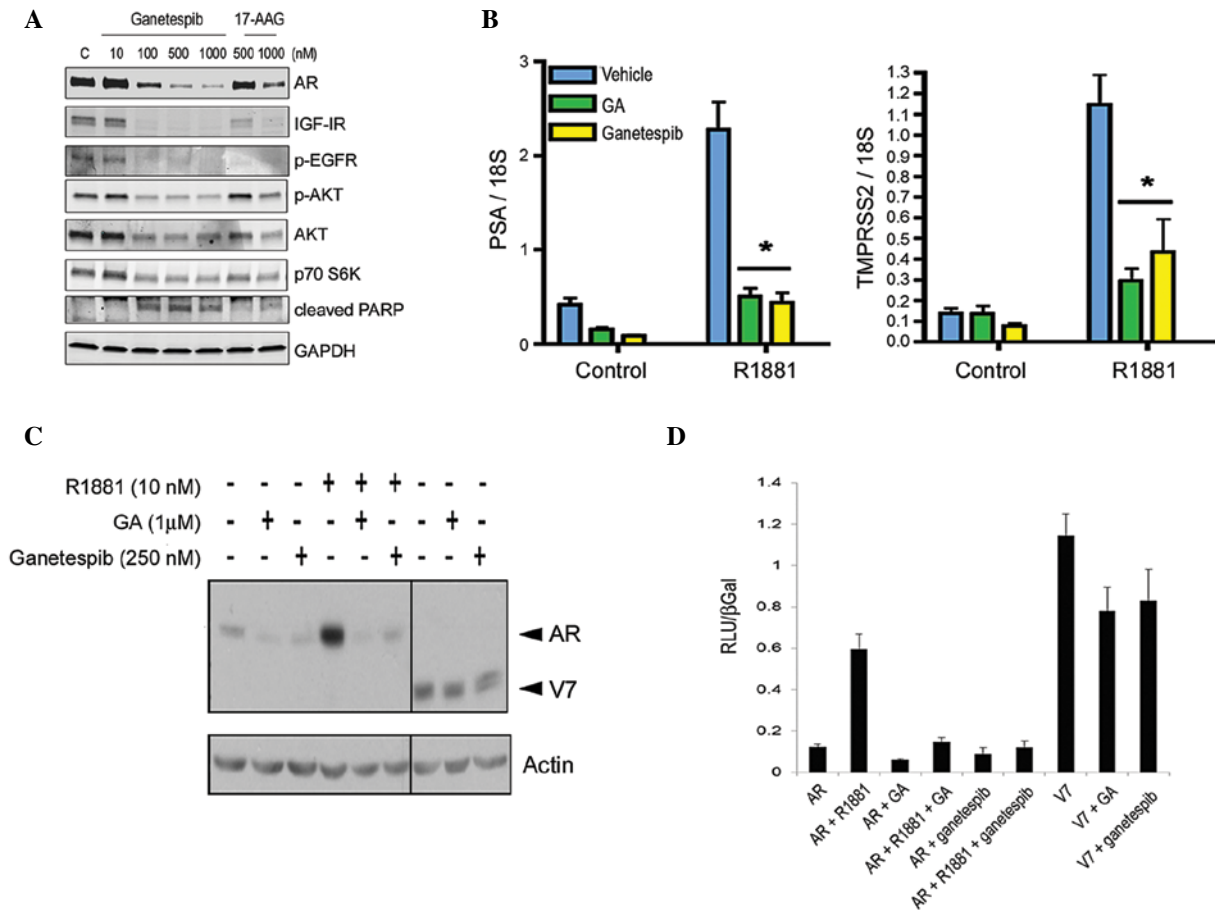 A
Ganetespib 17-AAG
C 10 100 500 1000 (nM) 500 1000
AR
IGF-IR
p-EGFR
p-AKT
AKT
p70 S6K
cleaved PARP
GAPDH
B
3
2
1
0
PSA / 18S
Vehicle
GA
Ganetespib
*
Control R1881
1.3
1.2
1.1
1.0
0.9
0.8
0.7
0.6
0.5
0.4
0.3
0.2
0.1
0.0
TMPRSS2 / 18S
*
Control R1881
C
R1881 (10 nM) - - - + + + - - -
GA (1μM) - + - - + - - + -
Ganetespib (250 nM) - - + - - + - - +
AR
V7
Actin
D
1.4
1.2
1
0.8
0.6
0.4
0.2
0
RLU/βGal
AR
AR + R1881
AR + GA
AR + R1881 + GA
AR + ganetespib
AR + R1881 + ganetespib
V7
V7 + GA
V7 + ganetespib